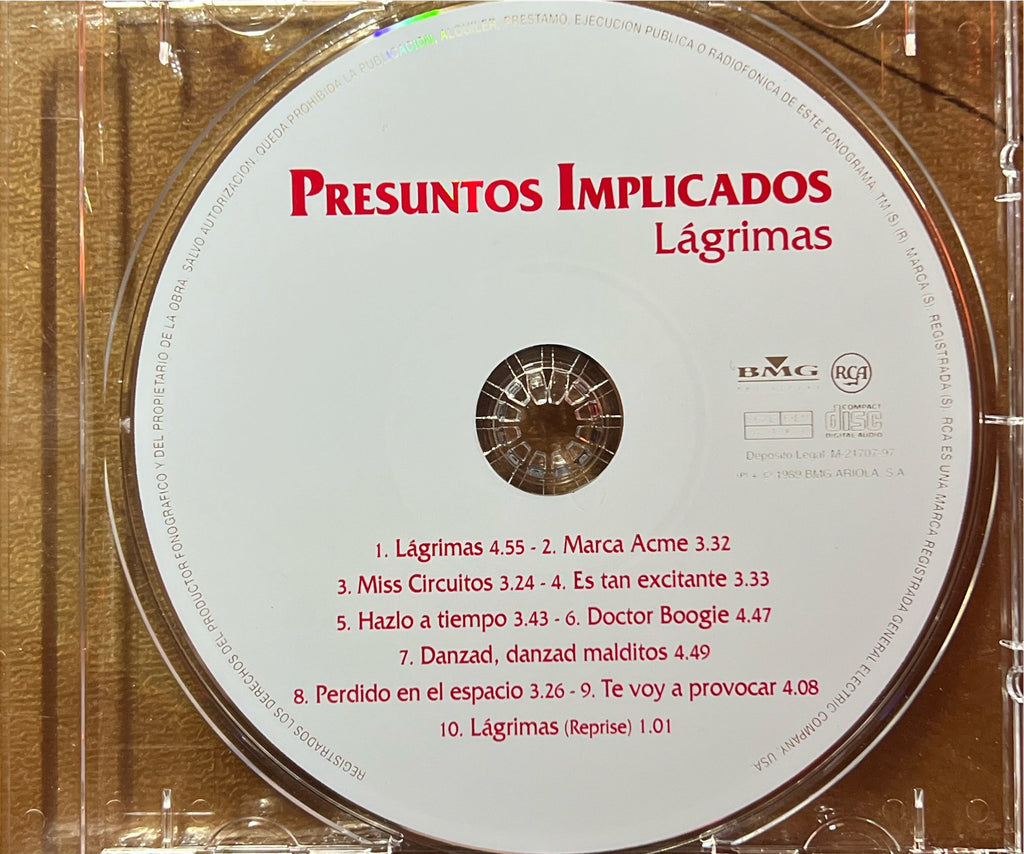 REGISTRADOS LOS DERECHOS DEL PRODUCTOR FONOGRAFICO Y DEL PROPIETARIO DE LA OBRA. SALVO AUTORIZACION, QUEDA PROHIBIDA LA PUBLICACION, ALQUILER, PRESTAMO, EJECUCION PUBLICA O RADIOFONICA DE ESTE FONOGRAMA. TM (S) (R). MARCA (S). REGISTRADA (S). RCA ES UNA MARCA REGISTRADA GENERAL ELECTRIC COMPANY, USA.
PRESUNTOS IMPLICADOS
Lágrimas
BMG RCA
COMPACT
disc
DIGITAL AUDIO
Deposito Legal: M-21707-97
(P) + © 1989 BMG ARIOLA, S.A.
1. Lágrimas 4.55 - 2. Marca Acme 3.32
3. Miss Circuitos 3.24 - 4. Es tan excitante 3.33
5. Hazlo a tiempo 3.43 - 6. Doctor Boogie 4.47
7. Danzad, danzad malditos 4.49
8. Perdido en el espacio 3.26 - 9. Te voy a provocar 4.08
10. Lágrimas (Reprise) 1.01